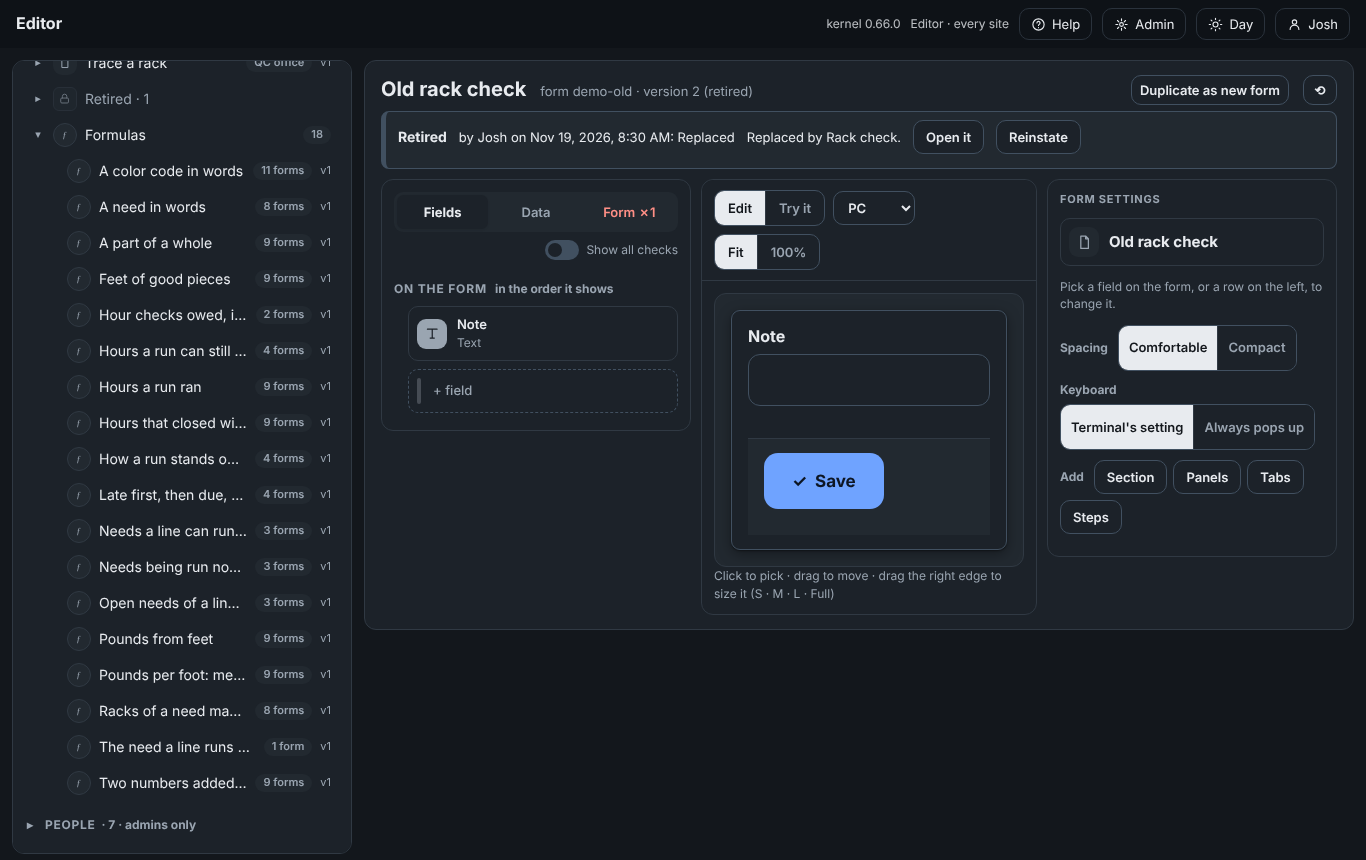 Editor
kernel 0.66.0 Editor · every site Help Admin Day Josh
Trace a rack QC office v1
Retired · 1
Formulas 18
A color code in words 11 forms v1
A need in words 8 forms v1
A part of a whole 9 forms v1
Feet of good pieces 9 forms v1
Hour checks owed, i... 2 forms v1
Hours a run can still ... 4 forms v1
Hours a run ran 9 forms v1
Hours that closed wi... 9 forms v1
How a run stands o... 4 forms v1
Late first, then due, ... 4 forms v1
Needs a line can run... 3 forms v1
Needs being run no... 3 forms v1
Open needs of a lin... 3 forms v1
Pounds from feet 9 forms v1
Pounds per foot: me... 9 forms v1
Racks of a need ma... 8 forms v1
The need a line runs ... 1 form v1
Two numbers added... 9 forms v1
PEOPLE · 7 · admins only
Old rack check form demo-old · version 2 (retired) Duplicate as new form
Retired by Josh on Nov 19, 2026, 8:30 AM: Replaced Replaced by Rack check. Open it Reinstate
Fields Data Form ×1
Show all checks
ON THE FORM in the order it shows
Note
Text
+ field
Edit Try it PC
Fit 100%
Note
✓ Save
Click to pick · drag to move · drag the right edge to
size it (S · M · L · Full)
FORM SETTINGS
Old rack check
Pick a field on the form, or a row on the left, to
change it.
Spacing Comfortable Compact
Keyboard
Terminal's setting Always pops up
Add Section Panels Tabs
Steps